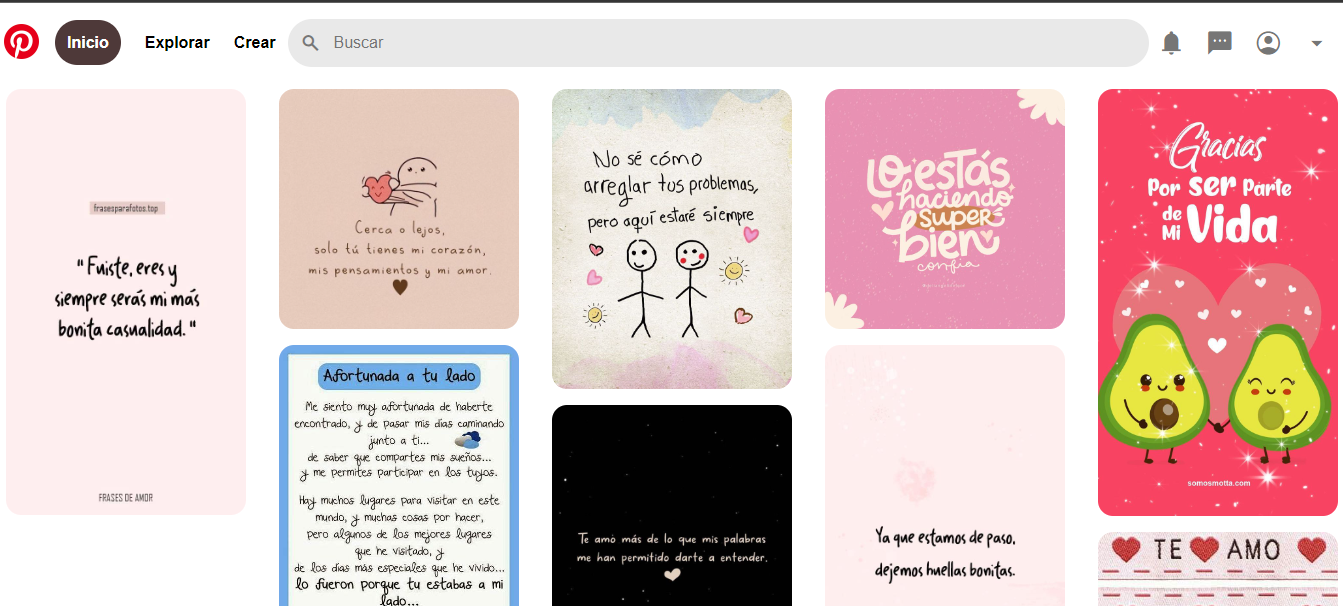 Inicio
Explorar
Crear
Buscar
frasesparafotos.top
"Fuiste, eres y
siempre serás mi más
bonita casualidad."
FRASES DE AMOR
Cerca o lejos,
solo tú tienes mi corazón,
mis pensamientos y mi amor.
Afortunada a tu lado
Me siento muy afortunada de haberte
encontrado, y de pasar mis días caminando
junto a ti...
de saber que compartes mis sueños...
y me permites participar en los tuyos.
Hay muchos lugares para visitar en este
mundo, y muchas cosas por hacer,
pero algunos de los mejores lugares
que he visitado, y
de los días más especiales que he vivido...
lo fueron porque tu estabas a mi
lado...
No sé cómo
arreglar tus problemas,
pero aquí estaré siempre
Te amo más de lo que mis palabras
me han permitido darte a entender.
LO ESTÁS
haciendo
SUPER
bien
confía
Ya que estamos de paso,
dejemos huellas bonitas.
Gracias
Por ser Parte
de
Mi Vida
somosmotta.com
TE AMO